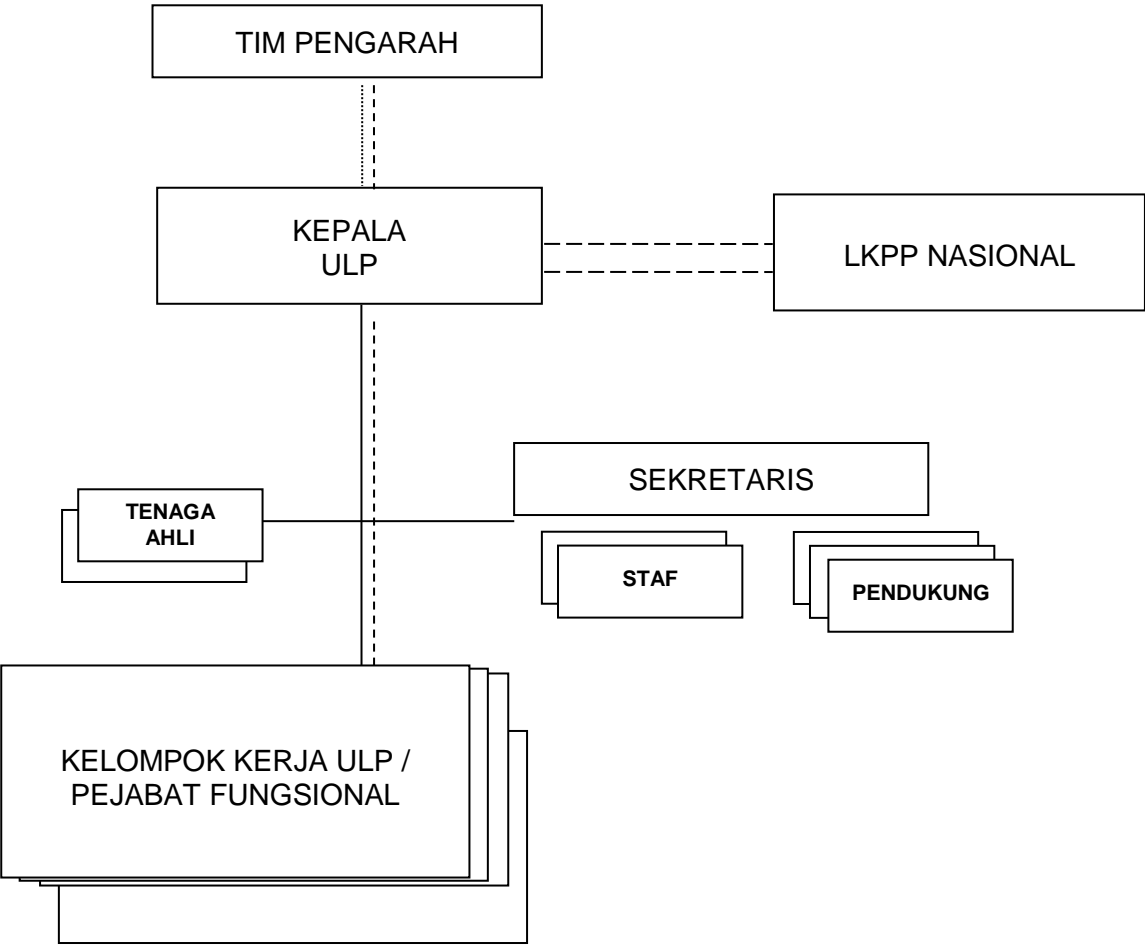 TIM PENGARAH
KEPALA
ULP
LKPP NASIONAL
SEKRETARIS
TENAGA
AHLI
STAF
PENDUKUNG
KELOMPOK KERJA ULP /
PEJABAT FUNGSIONAL